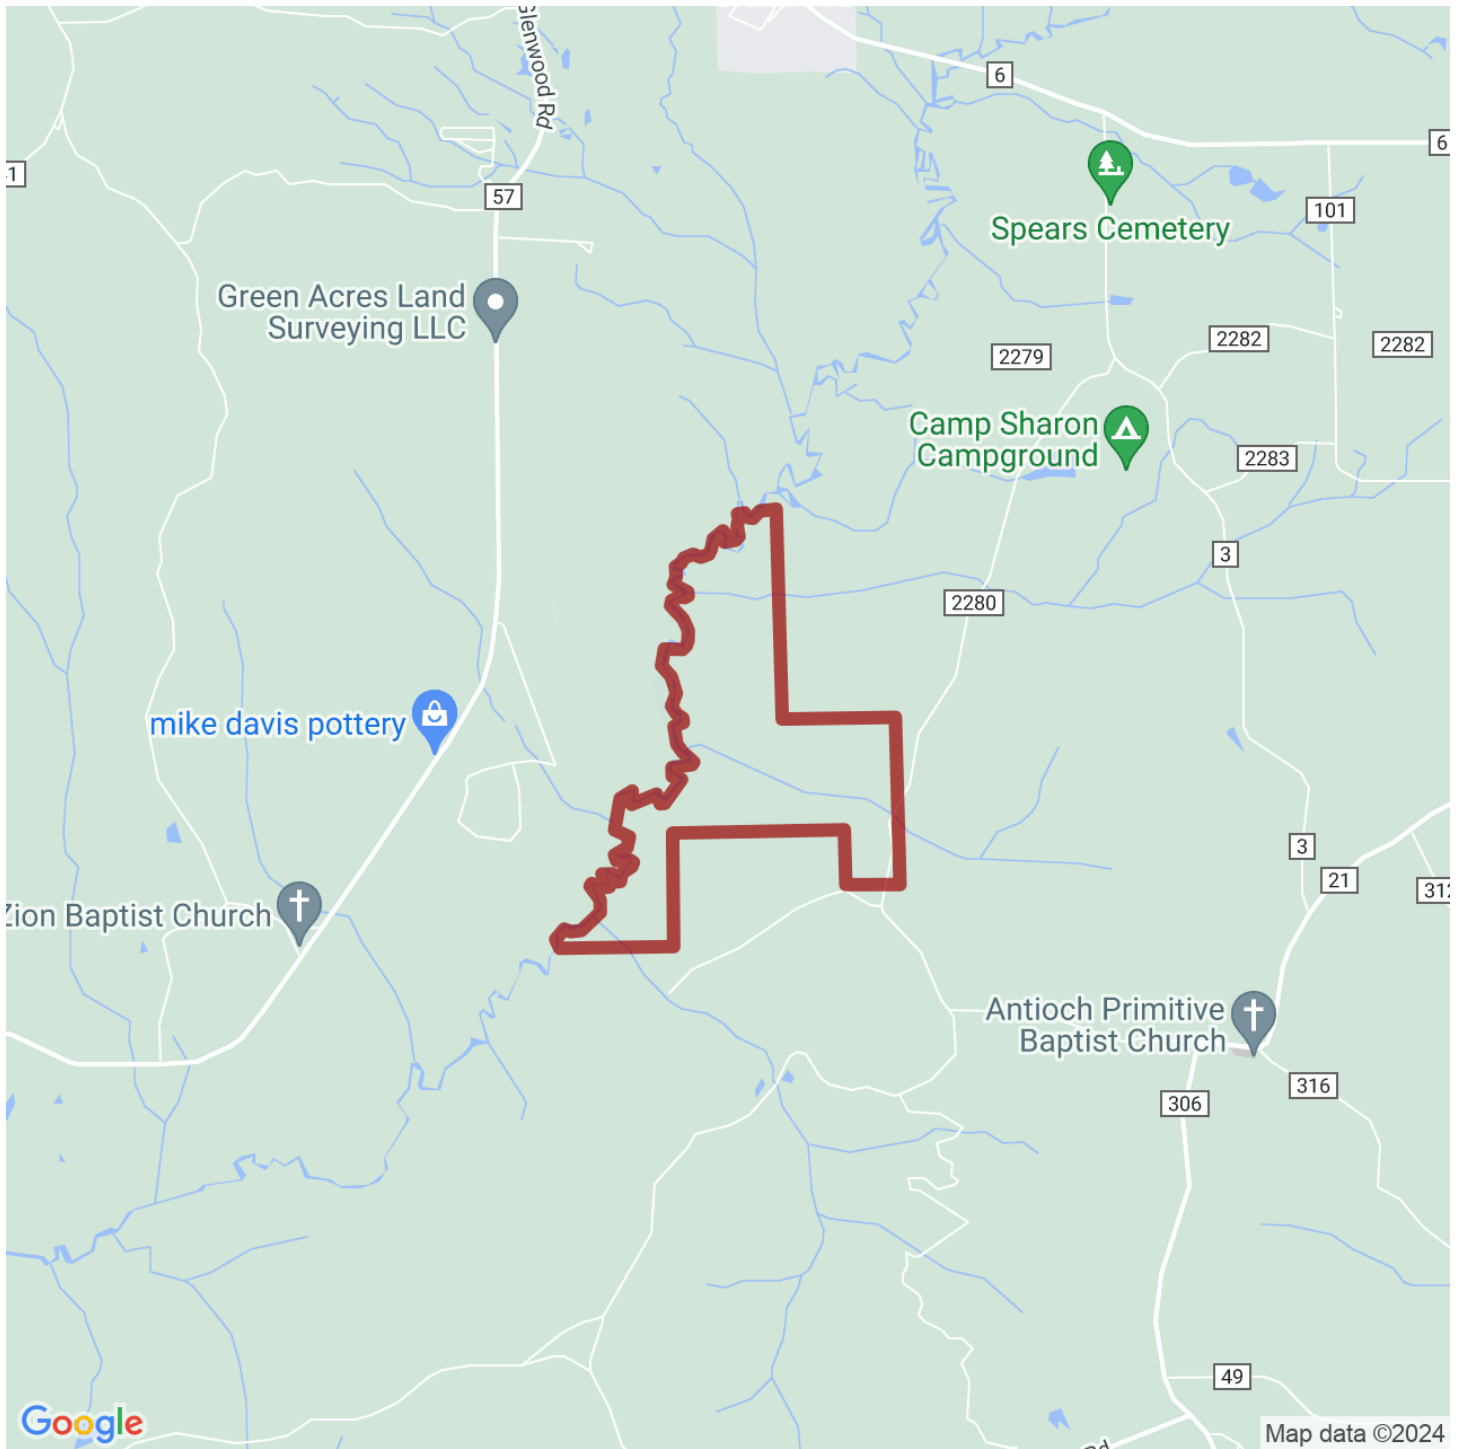 Glenwood Rd
6
6
57
Spears Cemetery
101
Green Acres Land
Surveying LLC
2282
2282
2279
Camp Sharon
Campground
2283
3
2280
mike davis pottery
3
21
312
Zion Baptist Church
Antioch Primitive
Baptist Church
316
306
49
Google
Map data ©2024